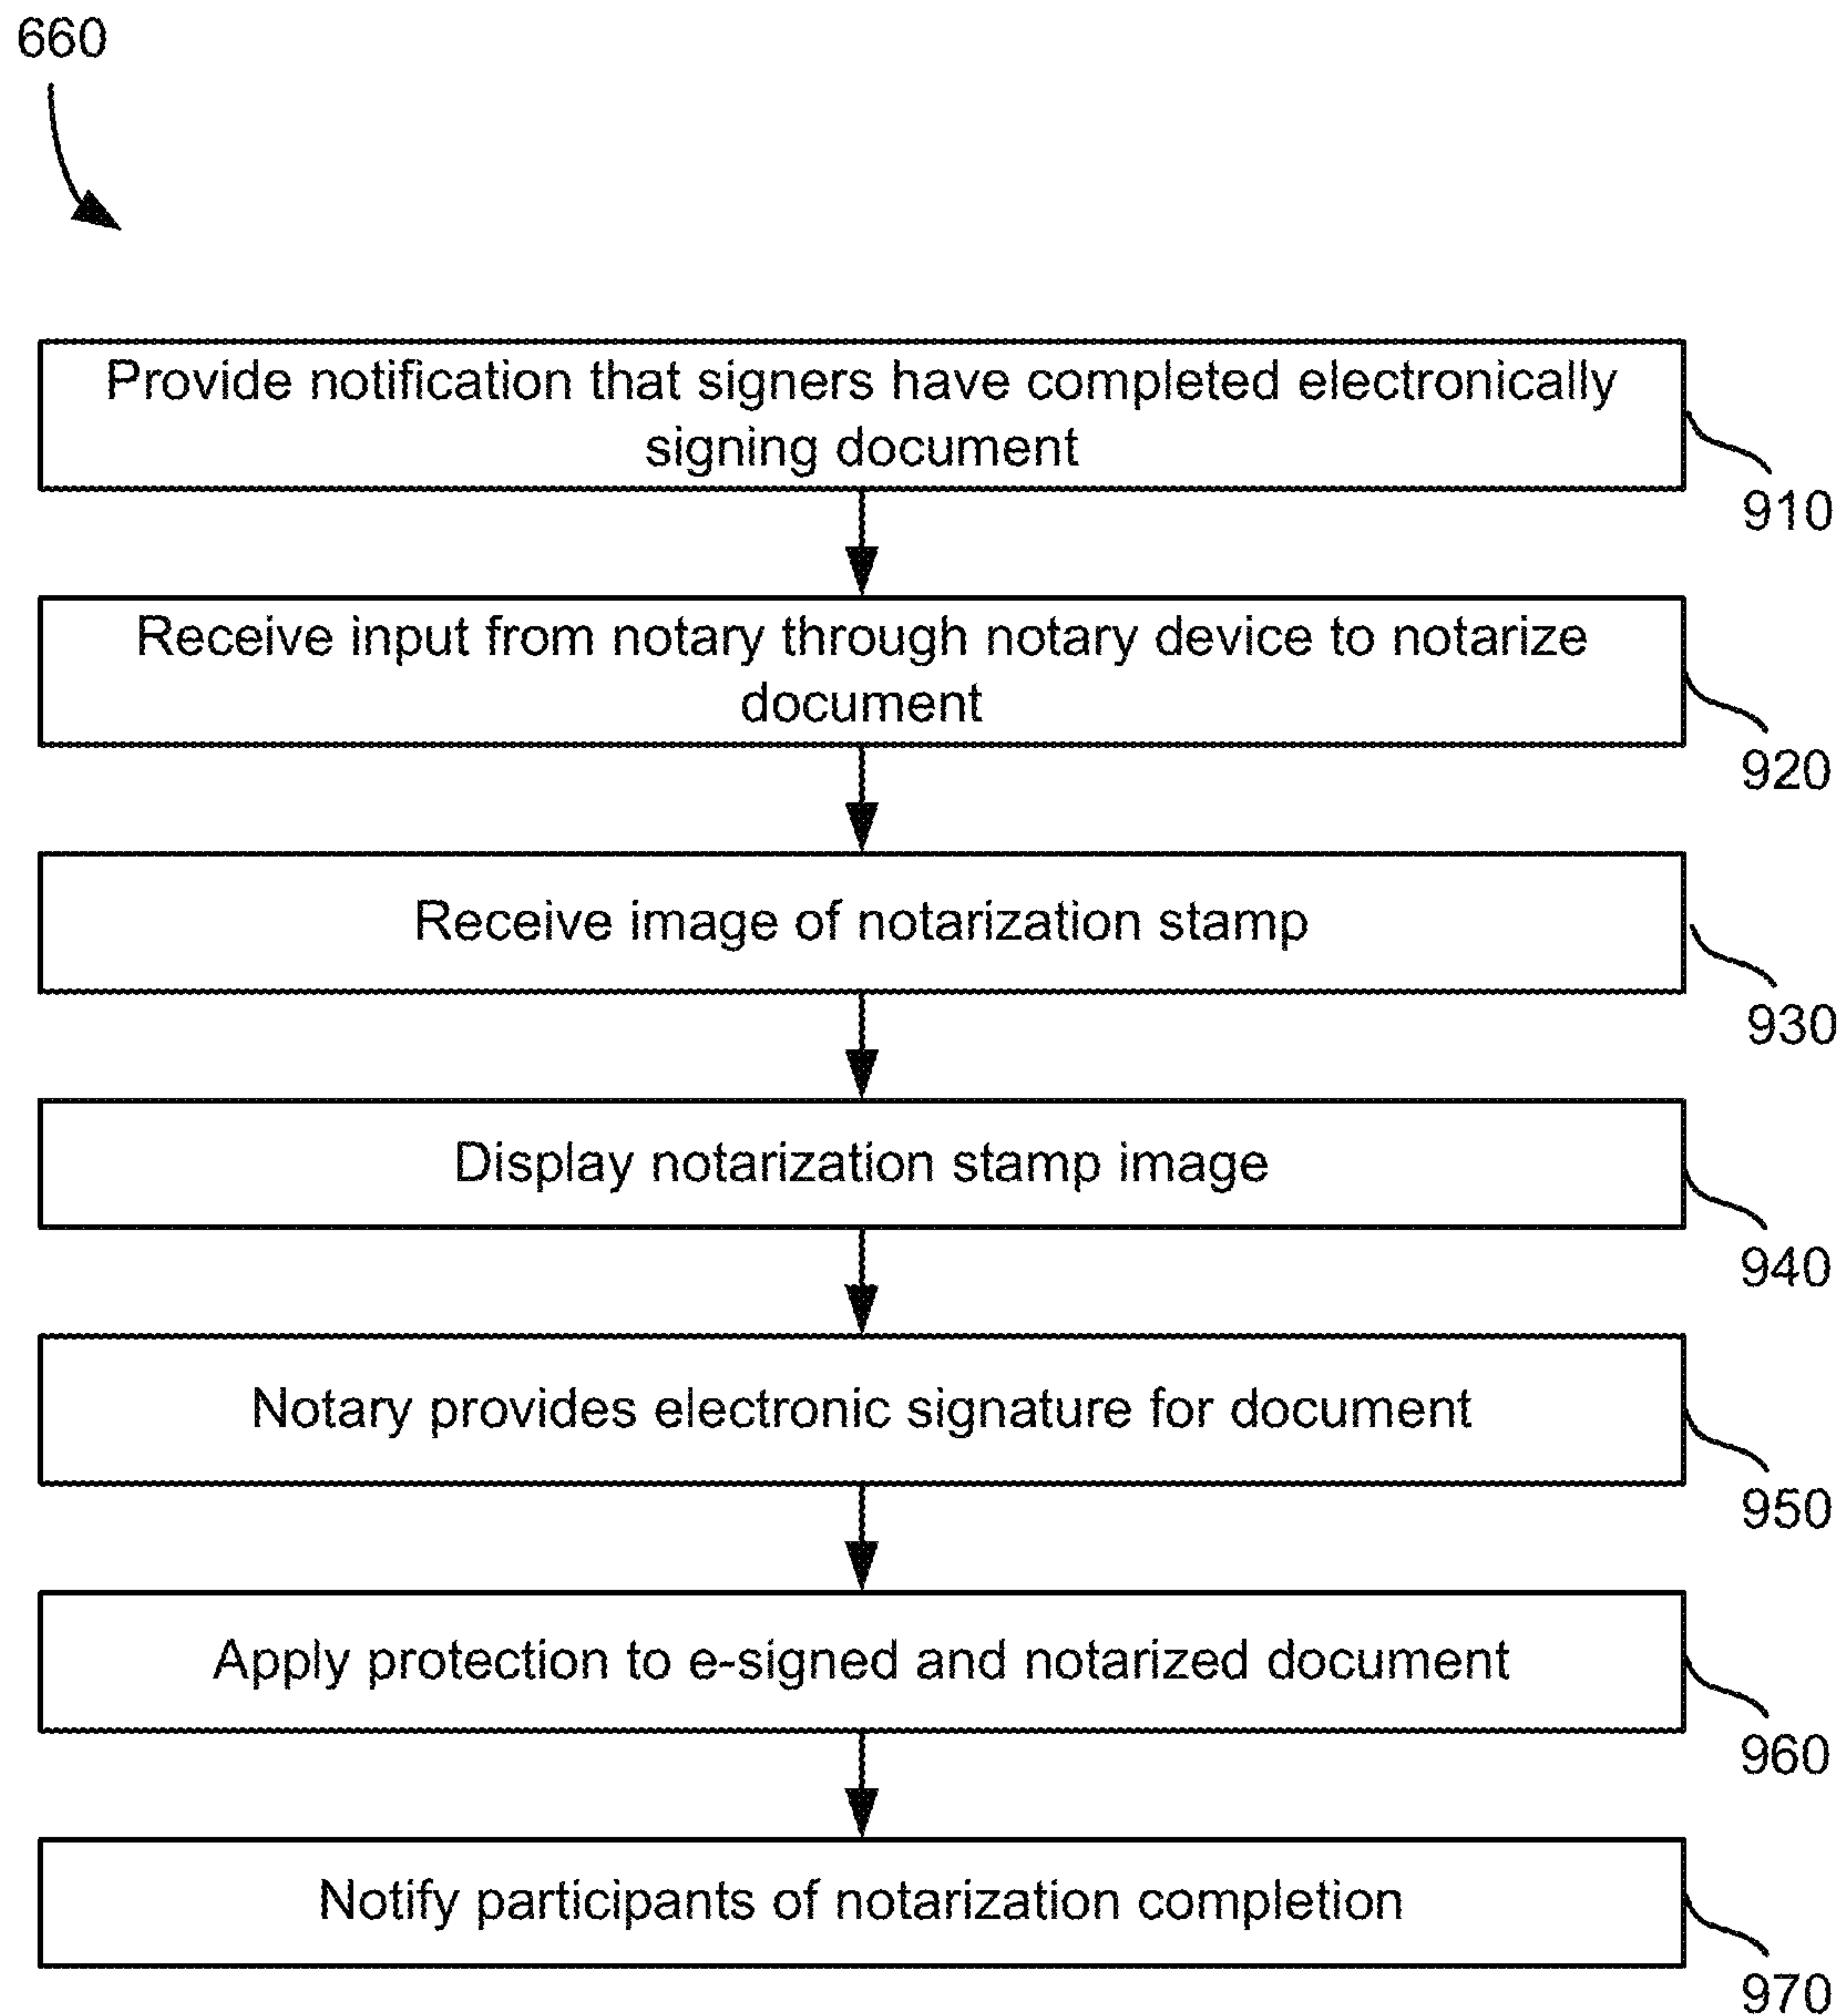 660
Provide notification that signers have completed electronically
signing document
910
Receive input from notary through notary device to notarize
document
920
Receive image of notarization stamp
930
Display notarization stamp image
940
Notary provides electronic signature for document
950
Apply protection to e-signed and notarized document
960
Notify participants of notarization completion
970